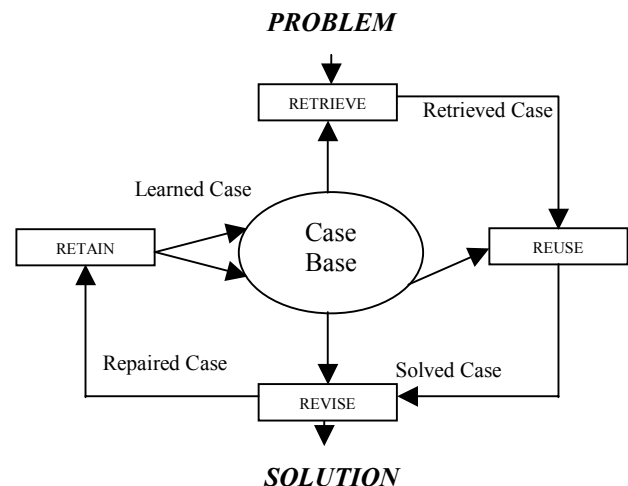 PROBLEM
RETRIEVE
Retrieved Case
Learned Case
Case
Base
RETAIN
REUSE
Repaired Case
Solved Case
REVISE
SOLUTION